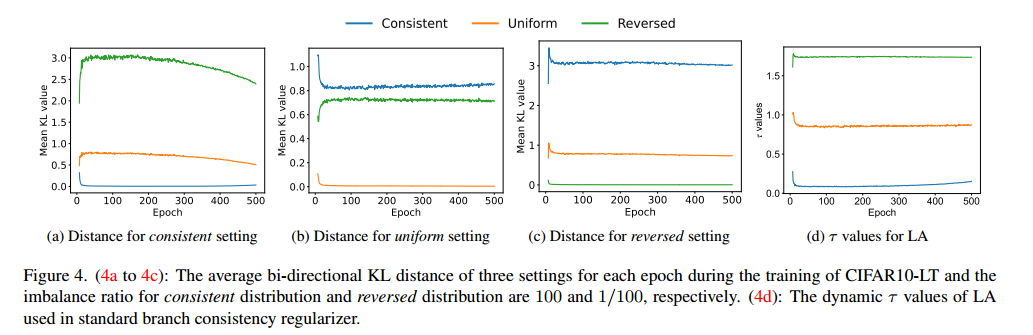 Consistent Uniform Reversed
3.0
2.5
2.0
1.5
1.0
0.5
0.0
Mean KL value
0 100 200 300 400 500
Epoch
(a) Distance for consistent setting
1.0
0.8
0.6
0.4
0.2
0.0
Mean KL value
0 100 200 300 400 500
Epoch
(b) Distance for uniform setting
3
2
1
0
Mean KL value
0 100 200 300 400 500
Epoch
(c) Distance for reversed setting
1.5
1.0
0.5
0.0
τ values
0 100 200 300 400 500
Epoch
(d) τ values for LA
Figure 4. (4a to 4c): The average bi-directional KL distance of three settings for each epoch during the training of CIFAR10-LT and the
imbalance ratio for consistent distribution and reversed distribution are 100 and 1/100, respectively. (4d): The dynamic τ values of LA
used in standard branch consistency regularizer.